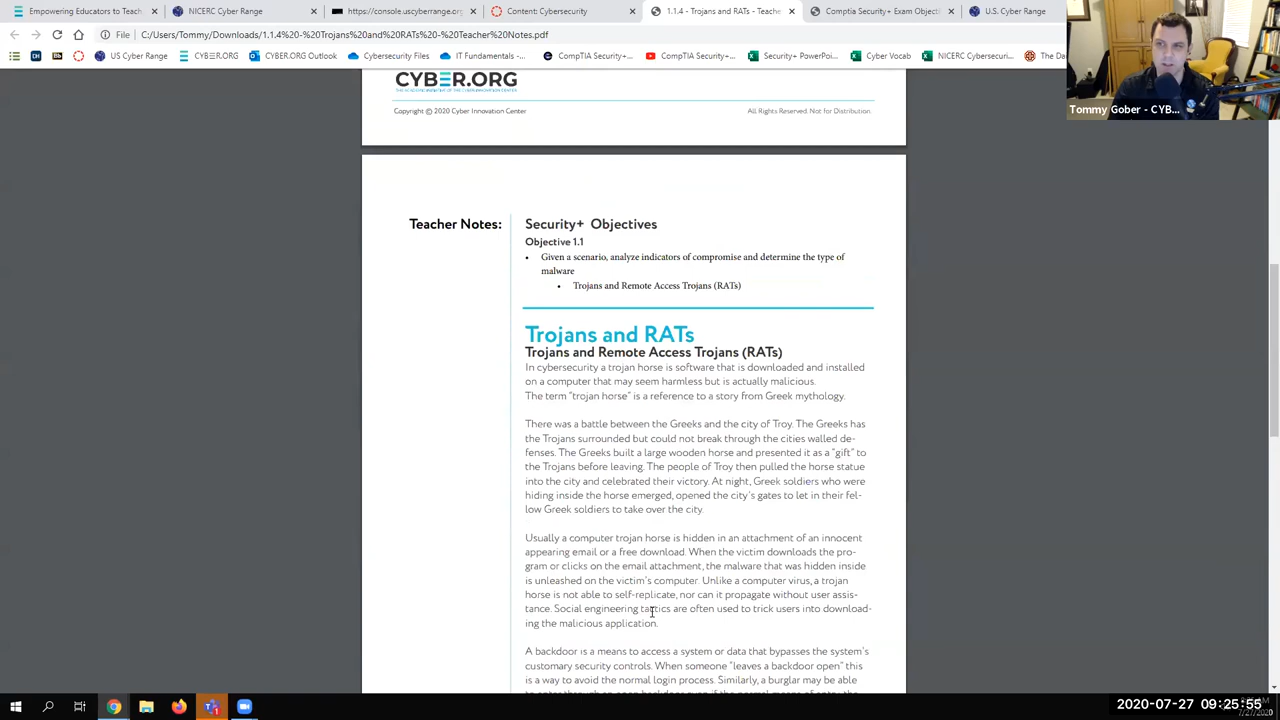 Empowering Educators to Teach
NICERC Cyber Range
https://console.uscyberrange.org
Content: Cybersecurity
1.1.4 - Trojans and RATs - Teache
Comptia Security+ Exam Objecti
U.S. Cyber Range
File
C:/Users/Tommy/Downloads/1.1.4%20-%20Trojans%20and%20RATs%20-%20Teacher%20Notes.pdf
US Cyber Range
CYBER.ORG
CYBER.ORG Outlook
Cybersecurity Files
IT Fundamentals -...
CompTIA Security+...
CompTIA Security+...
Security+ PowerPoi...
Cyber Vocab
NICERC Cybersecuri...
The Da
Tommy Gober - CYB...
CYBER.ORG
Copyright © 2020 Cyber Innovation Center
All Rights Reserved. Not for Distribution.
Teacher Notes:
Security+ Objectives
Objective 1.1
• Given a scenario, analyze indicators of compromise and determine the type of
malware
• Trojans and Remote Access Trojans (RATs)
Trojans and RATs
Trojans and Remote Access Trojans (RATs)
In cybersecurity a trojan horse is software that is downloaded and installed
on a computer that may seem harmless but is actually malicious.
The term "trojan horse" is a reference to a story from Greek mythology.
There was a battle between the Greeks and the city of Troy. The Greeks has
the Trojans surrounded but could not break through the cities walled de-
fenses. The Greeks built a large wooden horse and presented it as a "gift" to
the Trojans before leaving. The people of Troy then pulled the horse statue
into the city and celebrated their victory. At night, Greek soldiers who were
hiding inside the horse emerged, opened the city's gates to let in their fel-
low Greek soldiers to take over the city.
Usually a computer trojan horse is hidden in an attachment of an innocent
appearing email or a free download. When the victim downloads the pro-
gram or clicks on the email attachment, the malware that was hidden inside
is unleashed on the victim's computer. Unlike a computer virus, a trojan
horse is not able to self-replicate, nor can it propagate without user assis-
tance. Social engineering tactics are often used to trick users into download-
ing the malicious application.
A backdoor is a means to access a system or data that bypasses the system's
customary security controls. When someone "leaves a backdoor open" this
is a way to avoid the normal login process. Similarly, a burglar may be able
2020-07-27 09:25:55